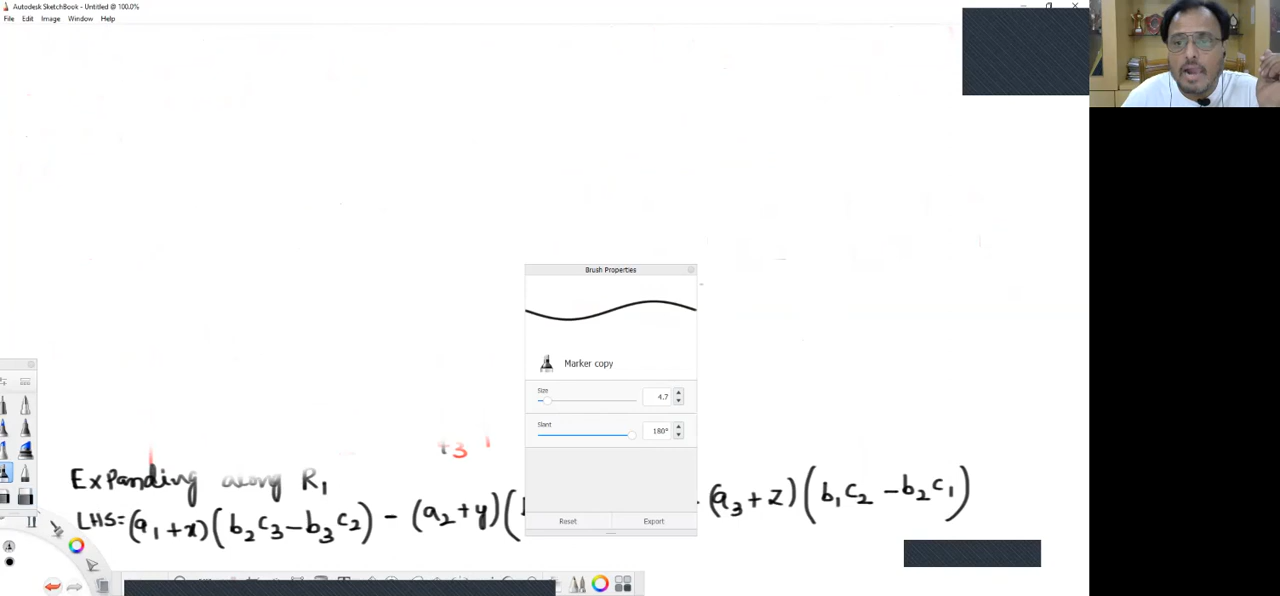 Autodesk SketchBook - Untitled @ 100.0%
File Edit Image Window Help
Brush Properties
Marker copy
Size 4.7
Slant 180°
Reset Export
+3
Expanding along R₁
LHS= (a₁+x)(b₂c₃-b₃c₂) - (a₂+y)( (a₃+z)(b₁c₂-b₂c₁)